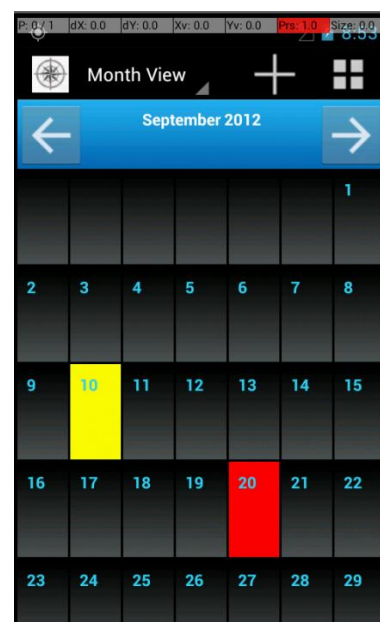 P: 0 / 1 dX: 0.0 dY: 0.0 Xv: 0.0 Yv: 0.0 Prs: 1.0 Size: 0.0
8:53
Month View
September 2012
1
2 3 4 5 6 7 8
9 10 11 12 13 14 15
16 17 18 19 20 21 22
23 24 25 26 27 28 29